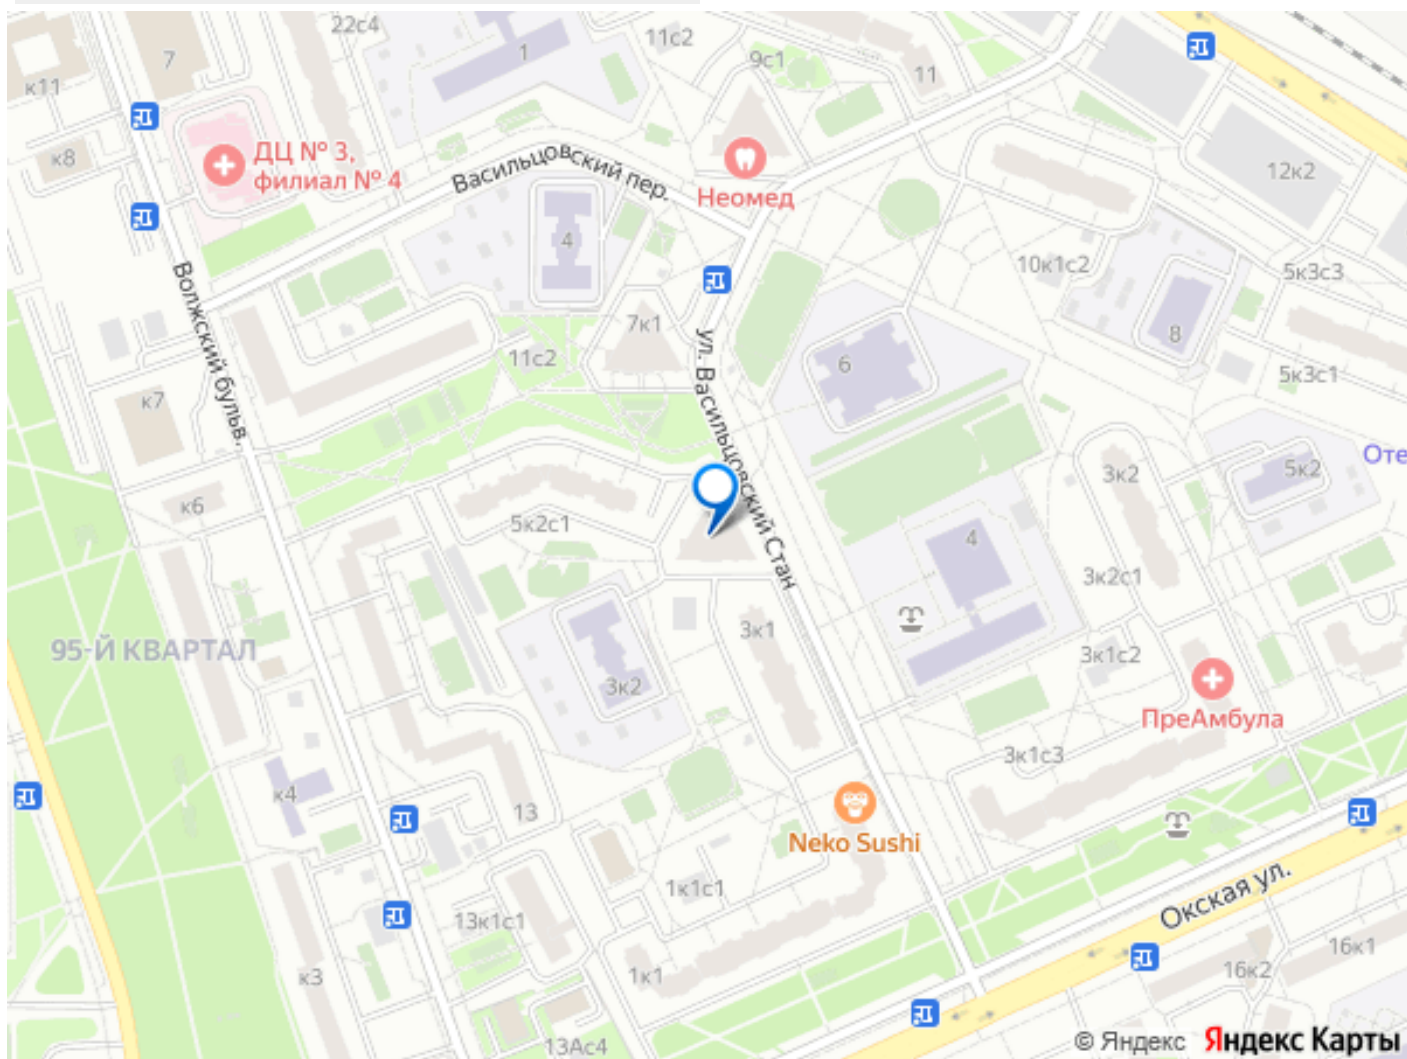 22с4
11с2
9с1
11
1
7
к11
к8
ДЦ № 3,
филиал № 4
Васильцовский пер.
Неомед
12к2
4
10к1с2
5к3с3
8
Волжский бульв.
7к1
ул. Васильцовский Стан
11с2
6
5к3с1
к7
Оте
3к2
5к2
к6
5к2с1
4
3к2с1
95-Й КВАРТАЛ
3к1
3к1с2
3к2
ПреАмбула
3к1с3
к4
13
Neko Sushi
1к1с1
Окская ул.
13к1с1
16к1
16к2
к3
1к1
13Ас4
© Яндекс Яндекс Карты